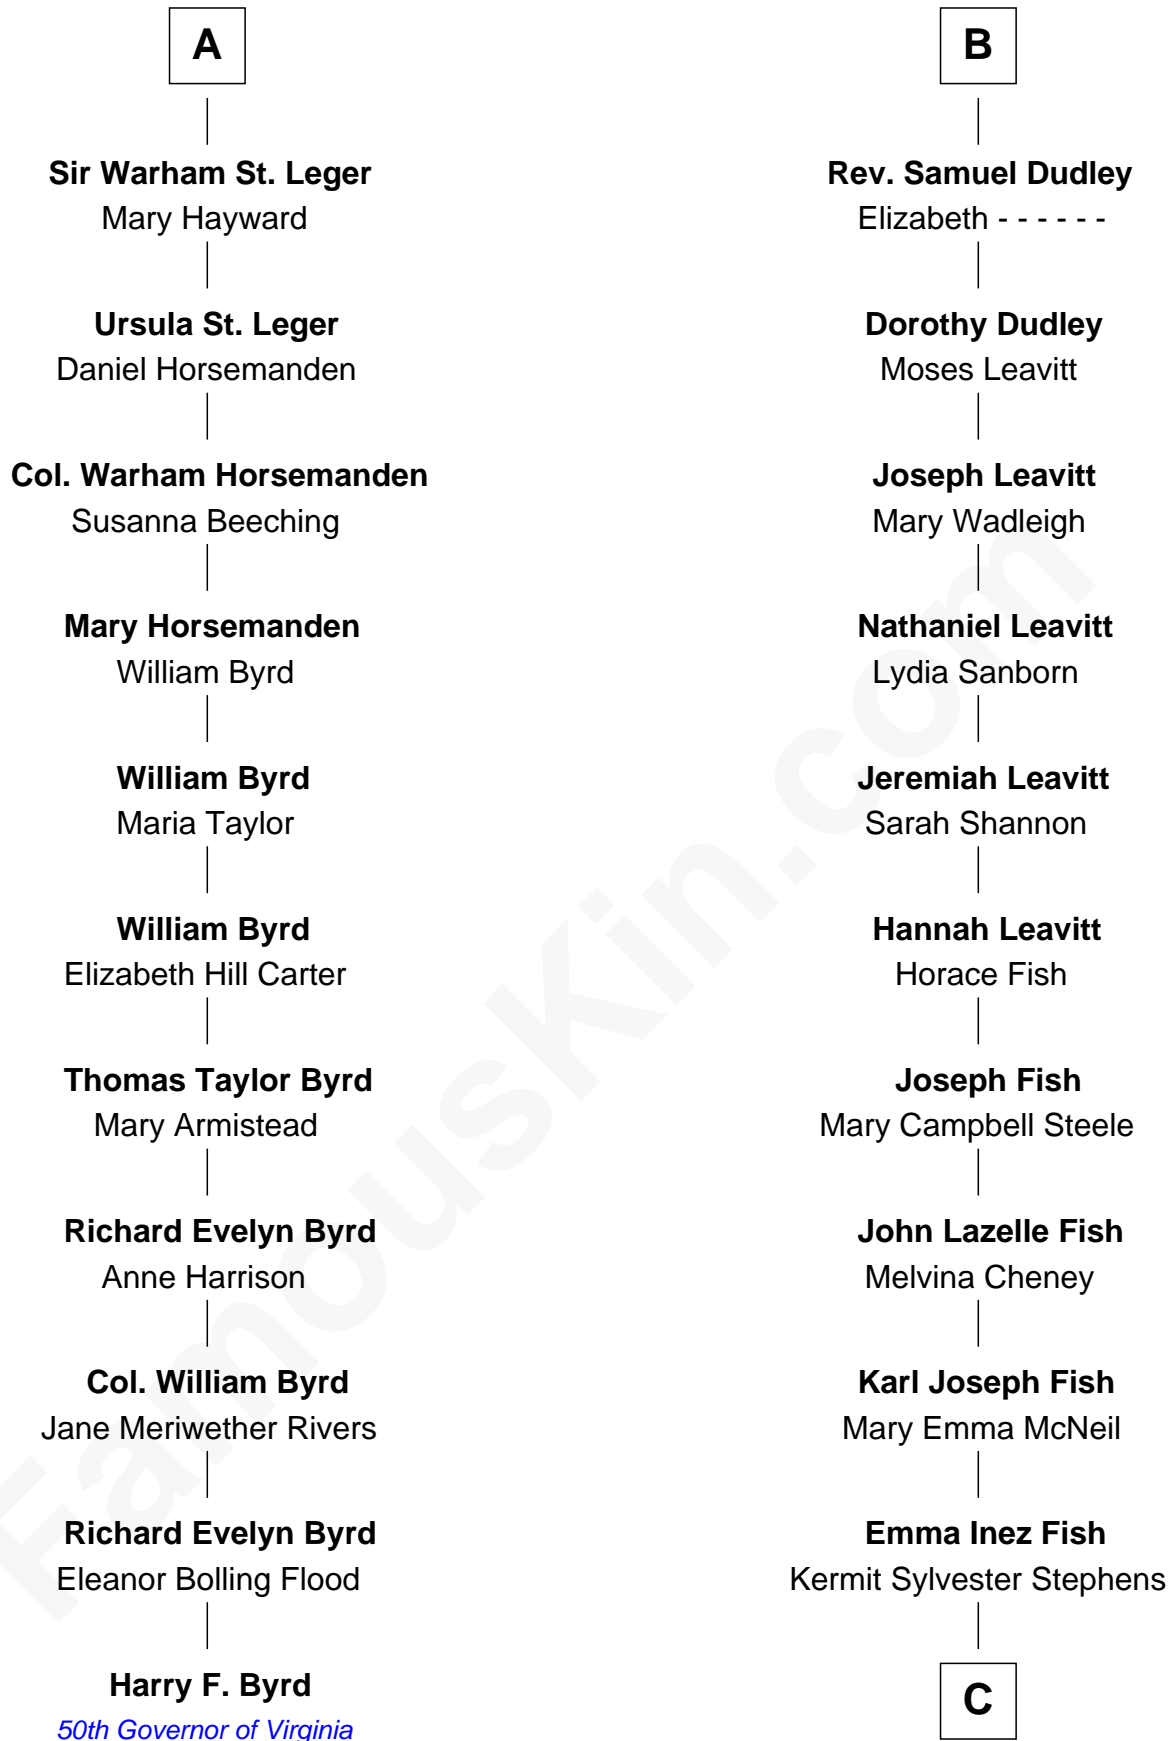 A
Sir Warham St. Leger
Mary Hayward
Ursula St. Leger
Daniel Horsemanden
Col. Warham Horsemanden
Susanna Beeching
Mary Horsemanden
William Byrd
William Byrd
Maria Taylor
William Byrd
Elizabeth Hill Carter
Thomas Taylor Byrd
Mary Armistead
Richard Evelyn Byrd
Anne Harrison
Col. William Byrd
Jane Meriwether Rivers
Richard Evelyn Byrd
Eleanor Bolling Flood
Harry F. Byrd
50th Governor of Virginia
B
Rev. Samuel Dudley
Elizabeth - - - - - -
Dorothy Dudley
Moses Leavitt
Joseph Leavitt
Mary Wadleigh
Nathaniel Leavitt
Lydia Sanborn
Jeremiah Leavitt
Sarah Shannon
Hannah Leavitt
Horace Fish
Joseph Fish
Mary Campbell Steele
John Lazelle Fish
Melvina Cheney
Karl Joseph Fish
Mary Emma McNeil
Emma Inez Fish
Kermit Sylvester Stephens
C
FamousKin.com